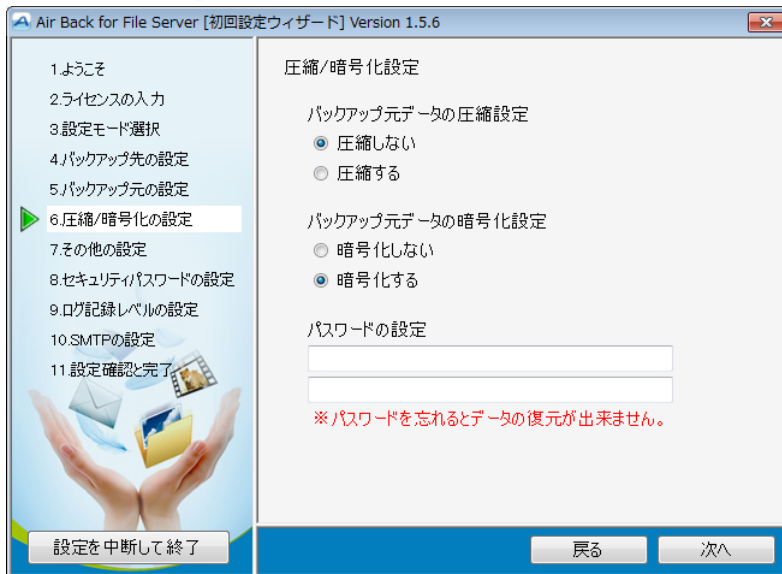 Air Back for File Server [初回設定ウィザード] Version 1.5.6
1.ようこそ
2.ライセンスの入力
3.設定モード選択
4.バックアップ先の設定
5.バックアップ元の設定
6.圧縮/暗号化の設定
7.その他の設定
8.セキュリティパスワードの設定
9.ログ記録レベルの設定
10.SMTPの設定
11.設定確認と完了
設定を中断して終了
圧縮/暗号化設定
バックアップ元データの圧縮設定
圧縮しない
圧縮する
バックアップ元データの暗号化設定
暗号化しない
暗号化する
パスワードの設定
※パスワードを忘れるとデータの復元が出来ません。
戻る
次へ